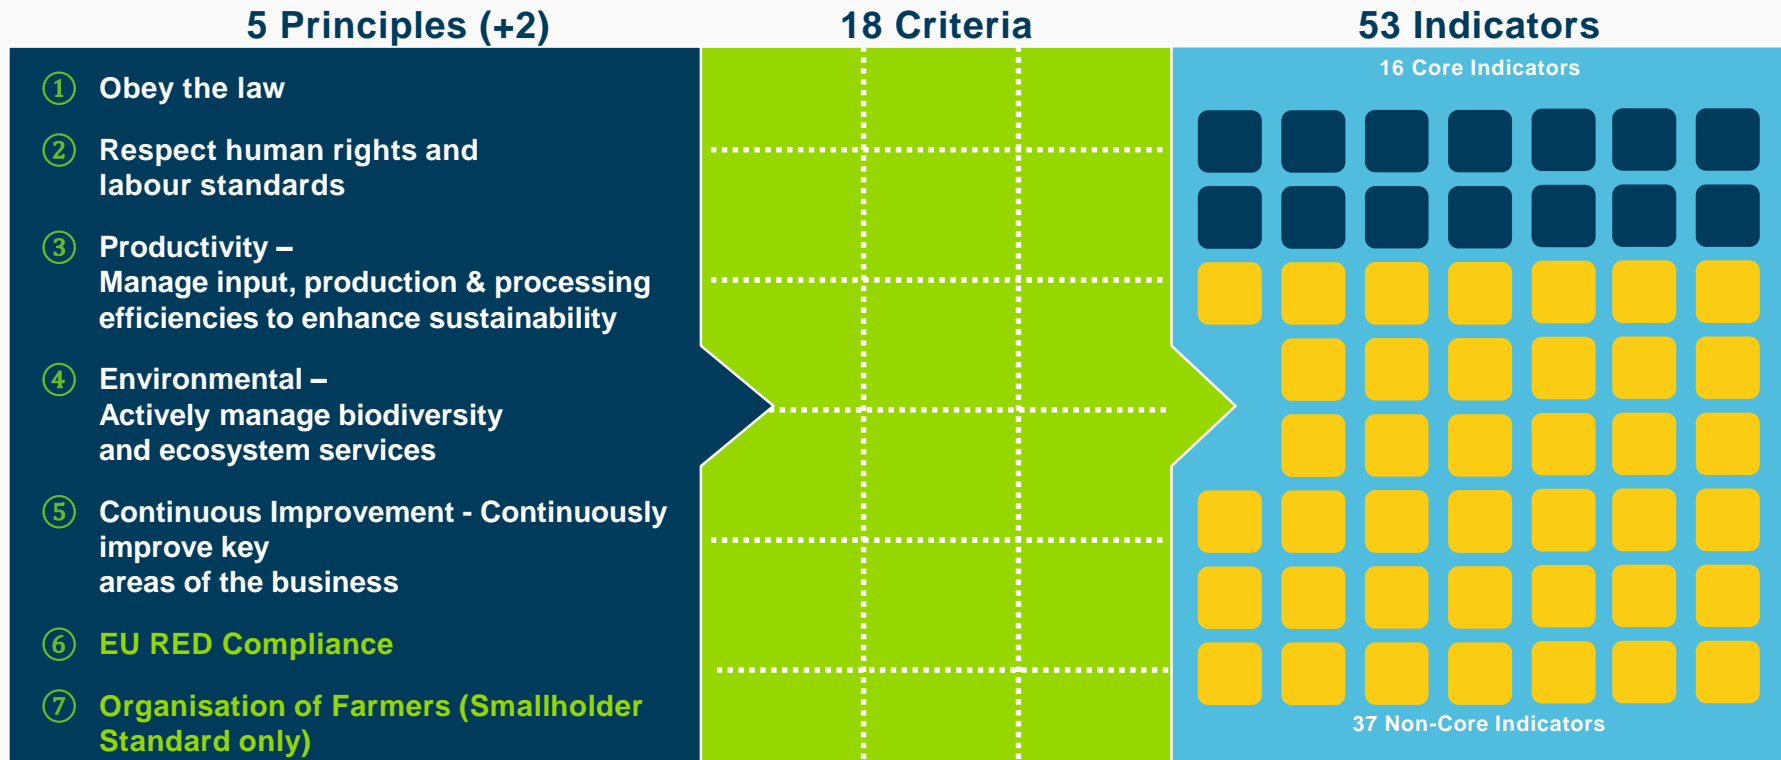 5 Principles (+2)
① Obey the law
② Respect human rights and
labour standards
③ Productivity –
Manage input, production & processing
efficiencies to enhance sustainability
④ Environmental –
Actively manage biodiversity
and ecosystem services
⑤ Continuous Improvement - Continuously
improve key
areas of the business
⑥ EU RED Compliance
⑦ Organisation of Farmers (Smallholder
Standard only)
18 Criteria
53 Indicators
16 Core Indicators
37 Non-Core Indicators